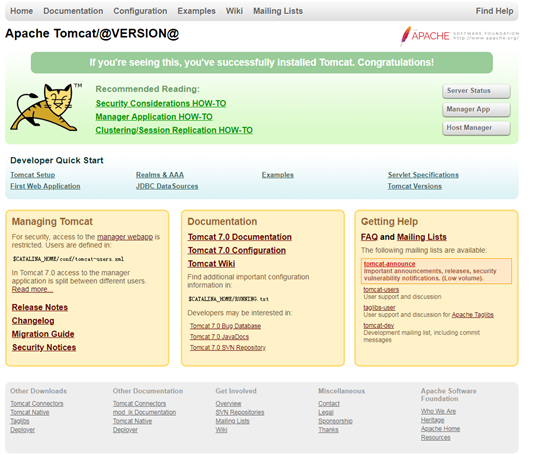 Home Documentation Configuration Examples Wiki Mailing Lists Find Help
Apache Tomcat/@VERSION@
APACHE SOFTWARE FOUNDATION
http://www.apache.org/
If you're seeing this, you've successfully installed Tomcat. Congratulations!
TM
Recommended Reading:
Security Considerations HOW-TO
Manager Application HOW-TO
Clustering/Session Replication HOW-TO
Server Status
Manager App
Host Manager
Developer Quick Start
Tomcat Setup
First Web Application
Realms & AAA
JDBC DataSources
Examples
Servlet Specifications
Tomcat Versions
Managing Tomcat
For security, access to the manager webapp is
restricted. Users are defined in:
$CATALINA_HOME/conf/tomcat-users.xml
In Tomcat 7.0 access to the manager
application is split between different users.
Read more...
Release Notes
Changelog
Migration Guide
Security Notices
Documentation
Tomcat 7.0 Documentation
Tomcat 7.0 Configuration
Tomcat Wiki
Find additional important configuration
information in:
$CATALINA_HOME/RUNNING.txt
Developers may be interested in:
Tomcat 7.0 Bug Database
Tomcat 7.0 JavaDocs
Tomcat 7.0 SVN Repository
Getting Help
FAQ and Mailing Lists
The following mailing lists are available:
tomcat-announce
Important announcements, releases, security
vulnerability notifications. (Low volume).
tomcat-users
User support and discussion
taglibs-user
User support and discussion for Apache Taglibs
tomcat-dev
Development mailing list, including commit
messages
Other Downloads
Tomcat Connectors
Tomcat Native
Taglibs
Deployer
Other Documentation
Tomcat Connectors
mod_jk Documentation
Tomcat Native
Deployer
Get Involved
Overview
SVN Repositories
Mailing Lists
Wiki
Miscellaneous
Contact
Legal
Sponsorship
Thanks
Apache Software
Foundation
Who We Are
Heritage
Apache Home
Resources